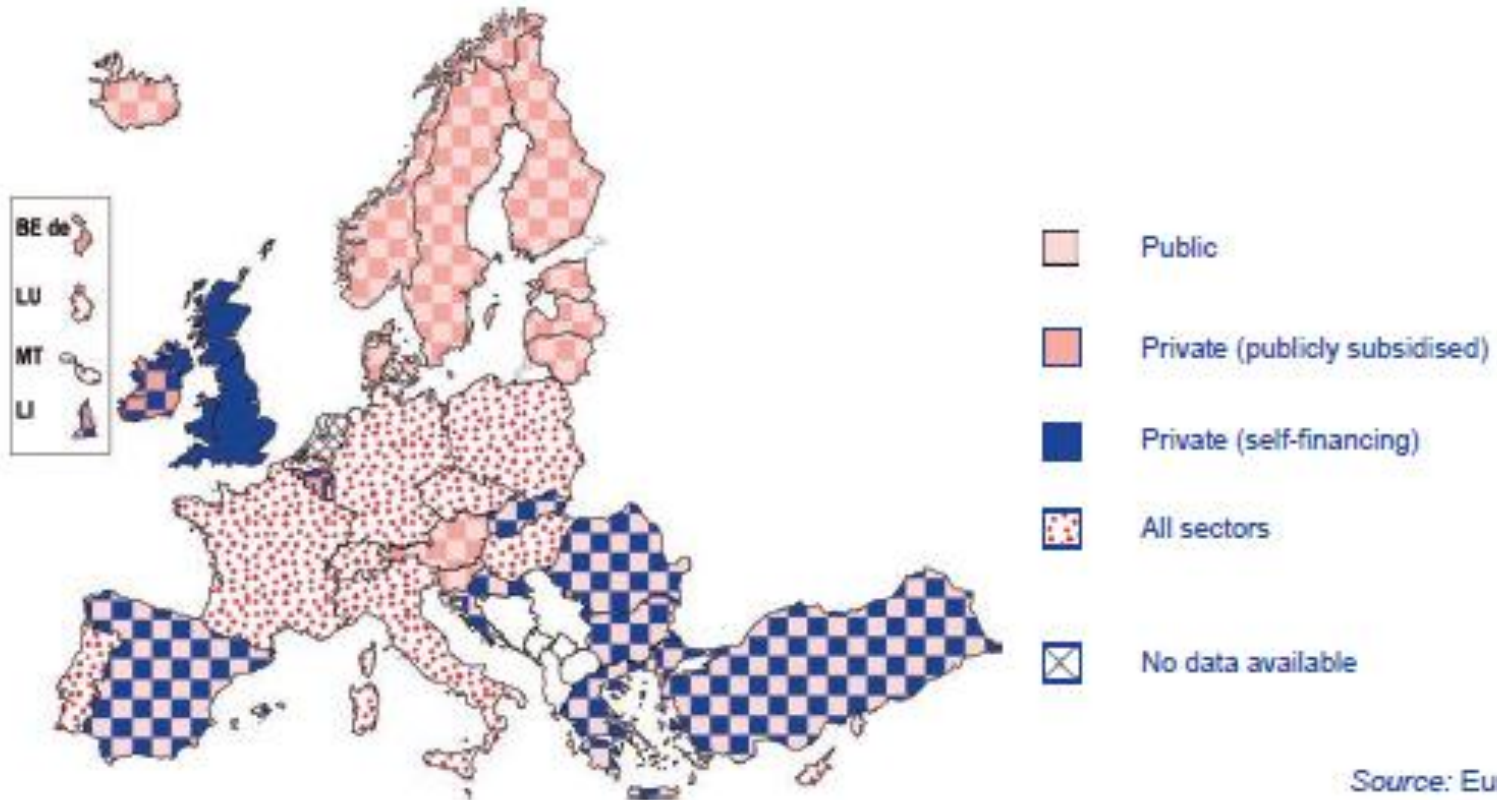 BE de
LU
MT
LI
Public
Private (publicly subsidised)
Private (self-financing)
All sectors
No data available
Source: Eu